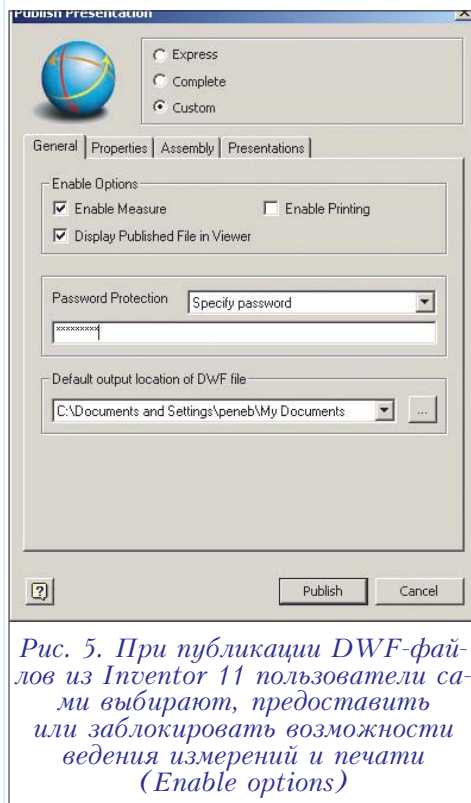 Publish Presentation
Express
Complete
Custom
General Properties Assembly Presentations
Enable Options
Enable Measure Enable Printing
Display Published File in Viewer
Password Protection Specify password
xxxxxxxxx
Default output location of DWF file
C:\Documents and Settings\peneb\My Documents ...
? Publish Cancel
Рис. 5. При публикации DWF-фай-
лов из Inventor 11 пользователи са-
ми выбирают, предоставить
или заблокировать возможности
ведения измерений и печати
(Enable options)